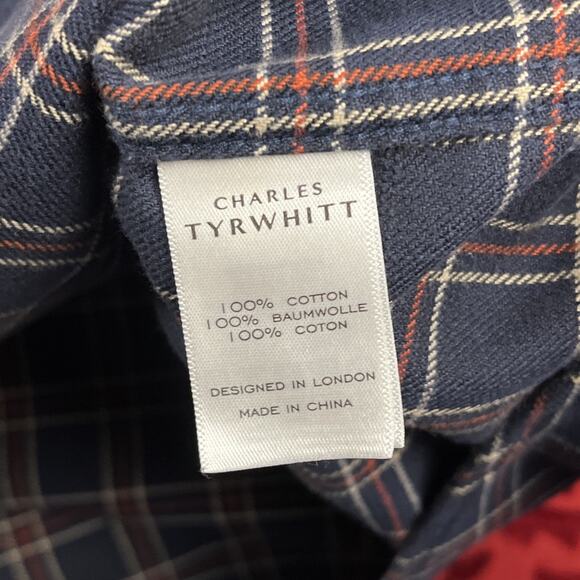 CHARLES
TYRWHITT
100% COTTON
100% BAUMWOLLE
100% COTON
DESIGNED IN LONDON
MADE IN CHINA